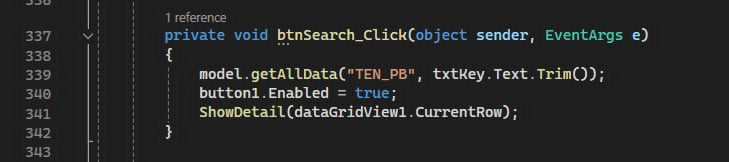 336
1 reference
337 private void btnSearch_Click(object sender, EventArgs e)
338 {
339 model.getAllData("TEN_PB", txtKey.Text.Trim());
340 button1.Enabled = true;
341 ShowDetail(dataGridView1.CurrentRow);
342 }
343